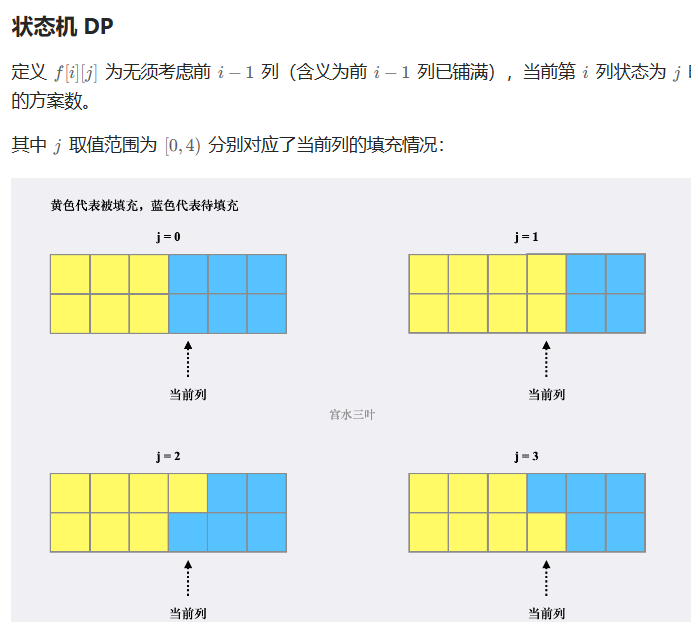 状态机 DP
定义 f[i][j] 为无须考虑前 i − 1 列（含义为前 i − 1 列已铺满），当前第 i 列状态为 j
的方案数。
其中 j 取值范围为 [0, 4) 分别对应了当前列的填充情况：
黄色代表被填充，蓝色代表待填充
j = 0 j = 1
当前列 当前列
宫水三叶
j = 2 j = 3
当前列 当前列